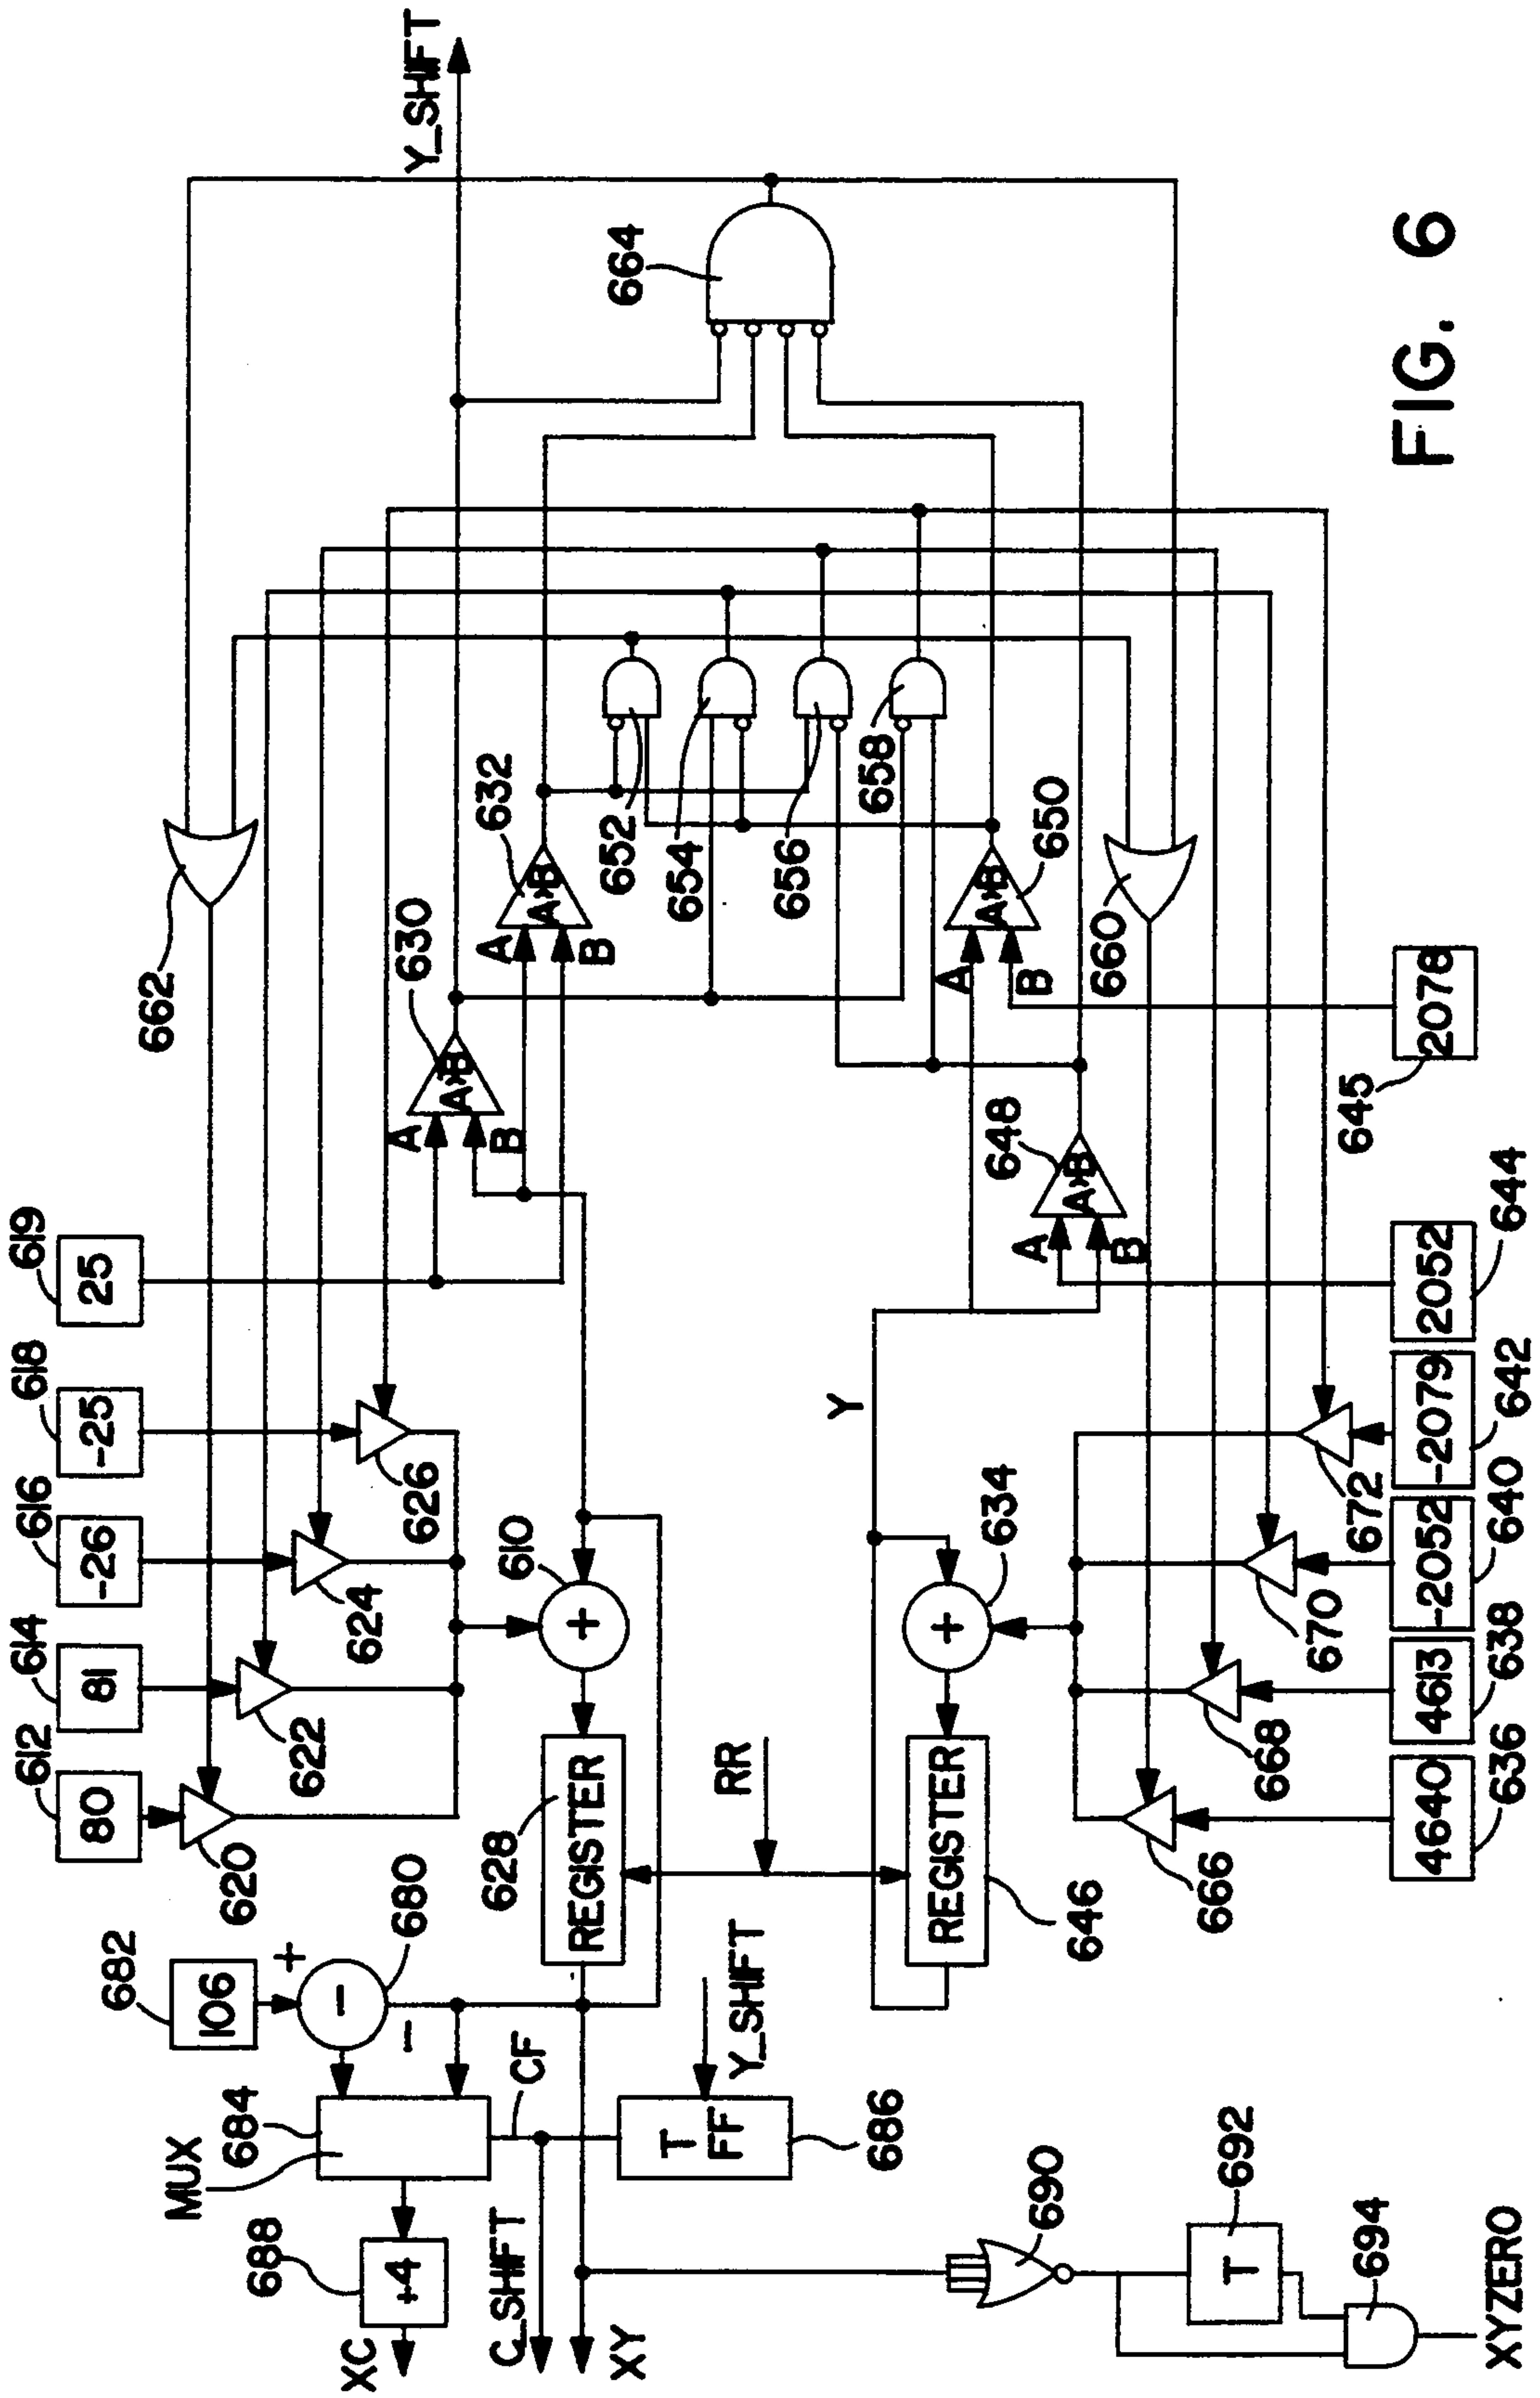 682
106
+
−
−
680
MUX
684
688
÷4
XC
C_SHIFT
CF
XY
T
FF
686
Y_SHIFT
690
T
692
694
XYZERO
612
80
614
81
616
-26
618
-25
619
25
620
622
624
626
610
+
628
REGISTER
RR
REGISTER
646
+
634
Y
666
668
670
672
4640
636
4613
638
-2052
640
-2079
642
2052
644
2078
645
A
B
A>B
630
A
B
A>B
632
A
B
A>B
648
A
B
A>B
650
652
654
656
658
660
662
664
Y_SHIFT
FIG. 6